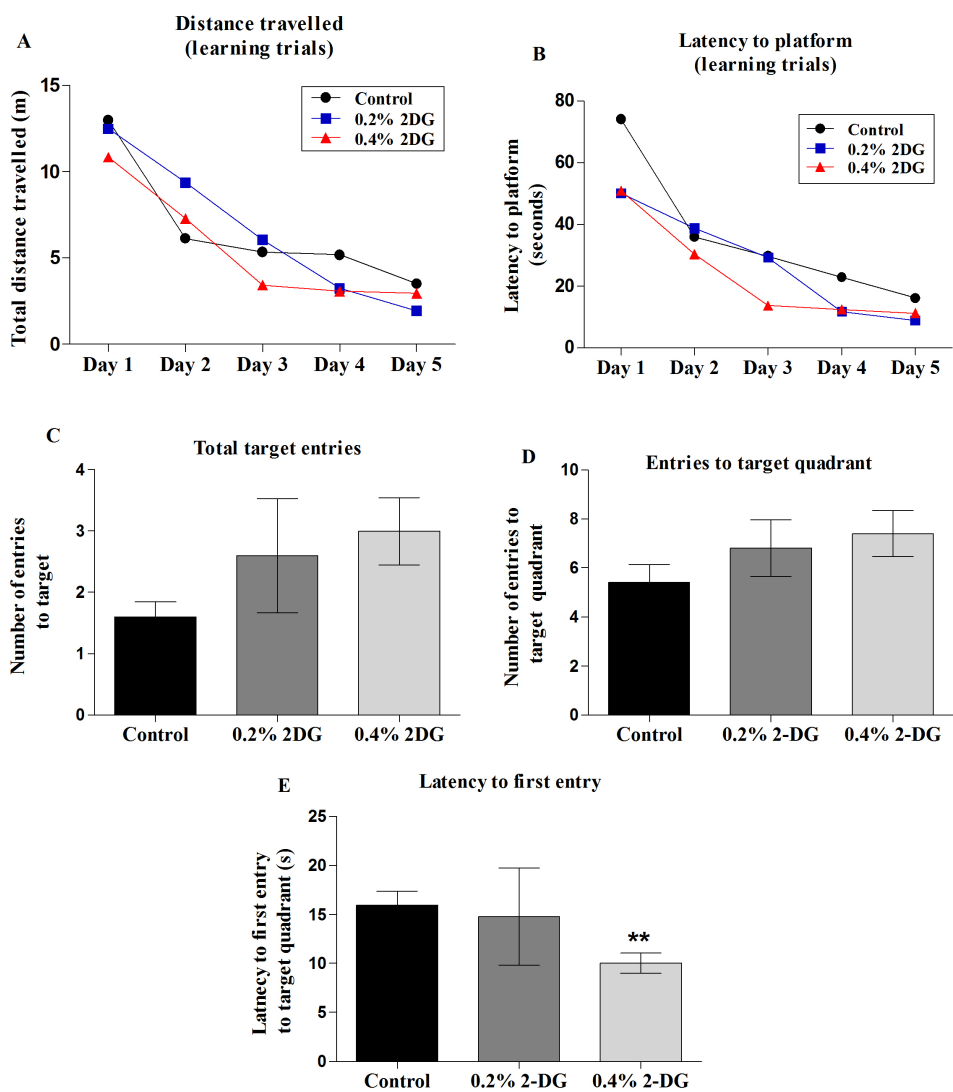 A
Distance travelled
(learning trials)
Total distance travelled (m)
15
10
5
0
Control
0.2% 2DG
0.4% 2DG
Day 1 Day 2 Day 3 Day 4 Day 5
B
Latency to platform
(learning trials)
Latency to platform
(seconds)
80
60
40
20
0
Control
0.2% 2DG
0.4% 2DG
Day 1 Day 2 Day 3 Day 4 Day 5
C
Total target entries
Number of entries
to target
4
3
2
1
0
Control 0.2% 2DG 0.4% 2DG
D
Entries to target quadrant
Number of entries to
target quadrant
10
8
6
4
2
0
Control 0.2% 2-DG 0.4% 2-DG
E
Latency to first entry
Latnecy to first entry
to target quadrant (s)
25
20
15
10
5
0
**
Control 0.2% 2-DG 0.4% 2-DG